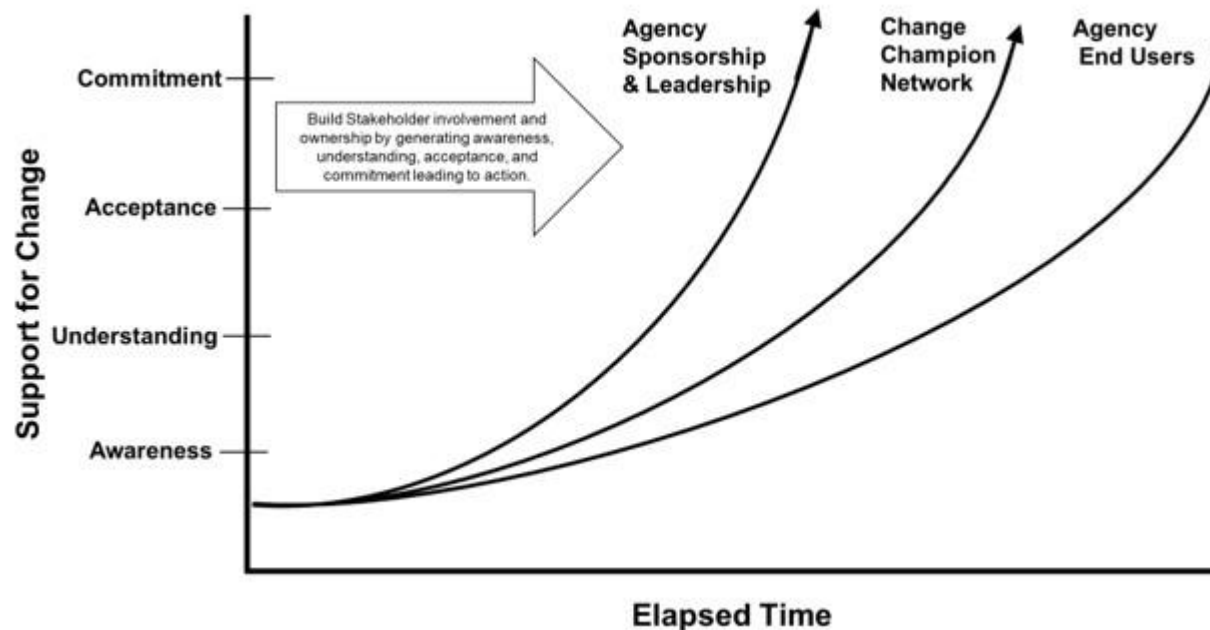 Agency
Sponsorship
& Leadership
Change
Champion
Network
Agency
End Users
Commitment
Build Stakeholder involvement and
ownership by generating awareness,
understanding, acceptance, and
commitment leading to action.
Acceptance
Understanding
Awareness
Support for Change
Elapsed Time